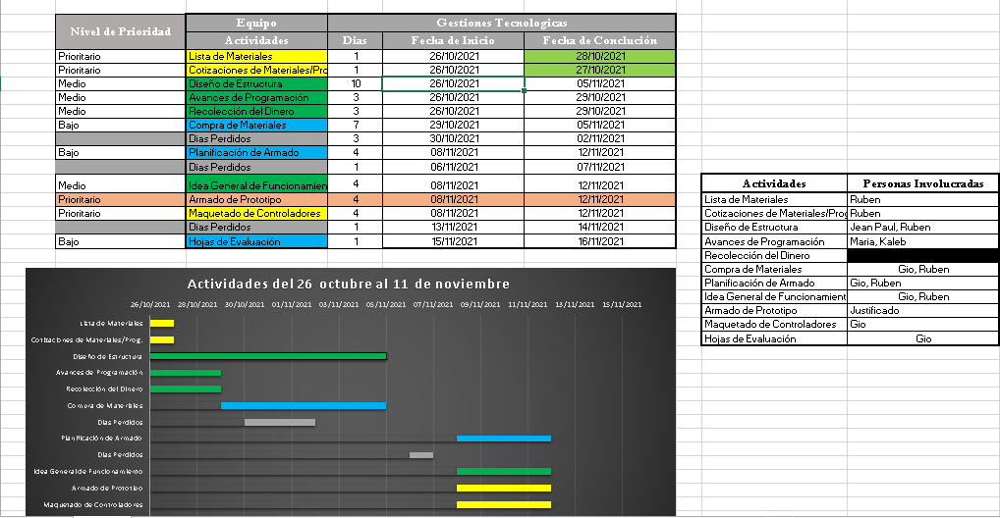 Nivel de Prioridad Equipo Gestiones Tecnologicas
Actividades Dias Fecha de Inicio Fecha de Conclución
Prioritario Lista de Materiales 1 26/10/2021 28/10/2021
Prioritario Cotizaciones de Materiales/Pro 1 26/10/2021 27/10/2021
Medio Diseño de Estructura 10 26/10/2021 05/11/2021
Medio Avances de Programación 3 26/10/2021 29/10/2021
Medio Recolección del Dinero 3 26/10/2021 29/10/2021
Bajo Compra de Materiales 7 29/10/2021 05/11/2021
Dias Perdidos 3 30/10/2021 02/11/2021
Bajo Planificación de Armado 4 08/11/2021 12/11/2021
Dias Perdidos 1 06/11/2021 07/11/2021
Medio Idea General de Funcionamien 4 08/11/2021 12/11/2021
Prioritario Armado de Prototipo 4 08/11/2021 12/11/2021
Prioritario Maquetado de Controladores 4 08/11/2021 12/11/2021
Dias Perdidos 1 13/11/2021 14/11/2021
Bajo Hojas de Evaluación 1 15/11/2021 16/11/2021
Actividades Personas Involucradas
Lista de Materiales Ruben
Cotizaciones de Materiales/Prog Ruben
Diseño de Estructura Jean Paul, Ruben
Avances de Programación Maria, Kaleb
Recolección del Dinero
Compra de Materiales Gio, Ruben
Planificación de Armado Gio, Ruben
Idea General de Funcionamient Gio, Ruben
Armado de Prototipo Justificado
Maquetado de Controladores Gio
Hojas de Evaluación Gio
Actividades del 26 octubre al 11 de noviembre
26/10/2021 28/10/2021 30/10/2021 01/11/2021 03/11/2021 05/11/2021 07/11/2021 09/11/2021 11/11/2021 13/11/2021 15/11/2021
Lista de Materiales
Cotizaciones de Materiales/Prog.
Diseño de Estructura
Avances de Programación
Recolección del Dinero
Compra de Materiales
Dias Perdidos
Planificación de Armado
Dias Perdidos
Idea General de Funcionamiento
Armado de Prototipo
Maquetado de Controladores